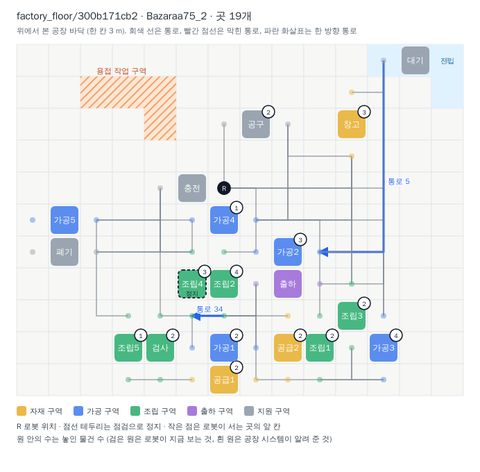 factory_floor/300b171cb2 · Bazaraa75_2 · 곳 19개
위에서 본 공장 바닥 (한 칸 3 m). 회색 선은 통로, 빨간 점선은 막힌 통로, 파란 화살표는 한 방향 통로
대기
전입
용접 작업 구역
3
2
공구
창고
통로 5
충전
R
1
가공5
가공4
3
폐기
가공2
3
4
조립4
조립2
출하
정지
통로 34
2
조립3
1
2
2
2
2
4
조립5
검사
가공1
공급2
조립1
가공3
2
공급1
자재 구역
가공 구역
조립 구역
출하 구역
지원 구역
R 로봇 위치 · 점선 테두리는 점검으로 정지 · 작은 점은 로봇이 서는 곳의 앞 칸
원 안의 수는 놓인 물건 수 (검은 원은 로봇이 지금 보는 것, 흰 원은 공장 시스템이 알려 준 것)